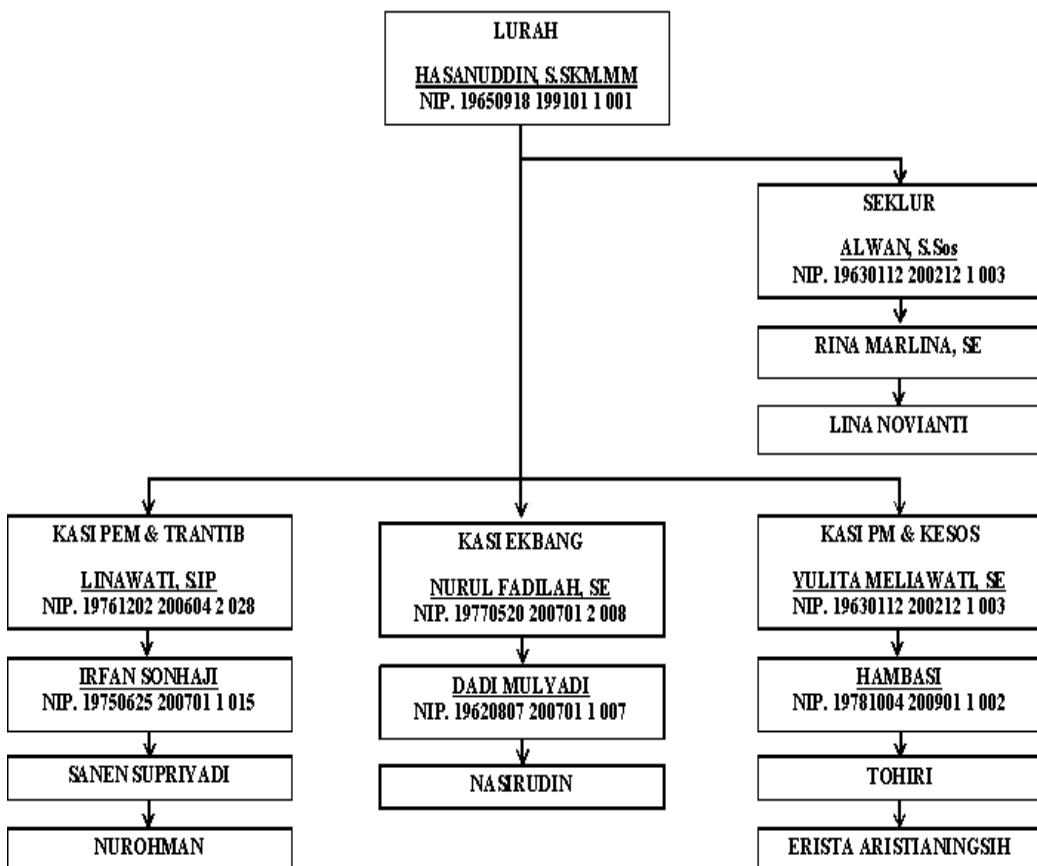 LURAH
HASANUDDIN, S.SKM.MM
NIP. 19650918 199101 1 001
SEKLUR
ALWAN, S.Sos
NIP. 19630112 200212 1 003
RINA MARLINA, SE
LINA NOVIANTI
KASI PEM & TRANTIB
LINAWATI, S.IP
NIP. 19761202 200604 2 028
IRFAN SONHAJI
NIP. 19750625 200701 1 015
SANEN SUPRIYADI
NUROHMAN
KASI EKBANG
NURUL FADILAH, SE
NIP. 19770520 200701 2 008
DADI MULYADI
NIP. 19620807 200701 1 007
NASIRUDIN
KASI PM & KESOS
YULITA MELIAWATI, SE
NIP. 19630112 200212 1 003
HAMBASI
NIP. 19781004 200901 1 002
TOHIRI
ERISTA ARISTIANINGSIH